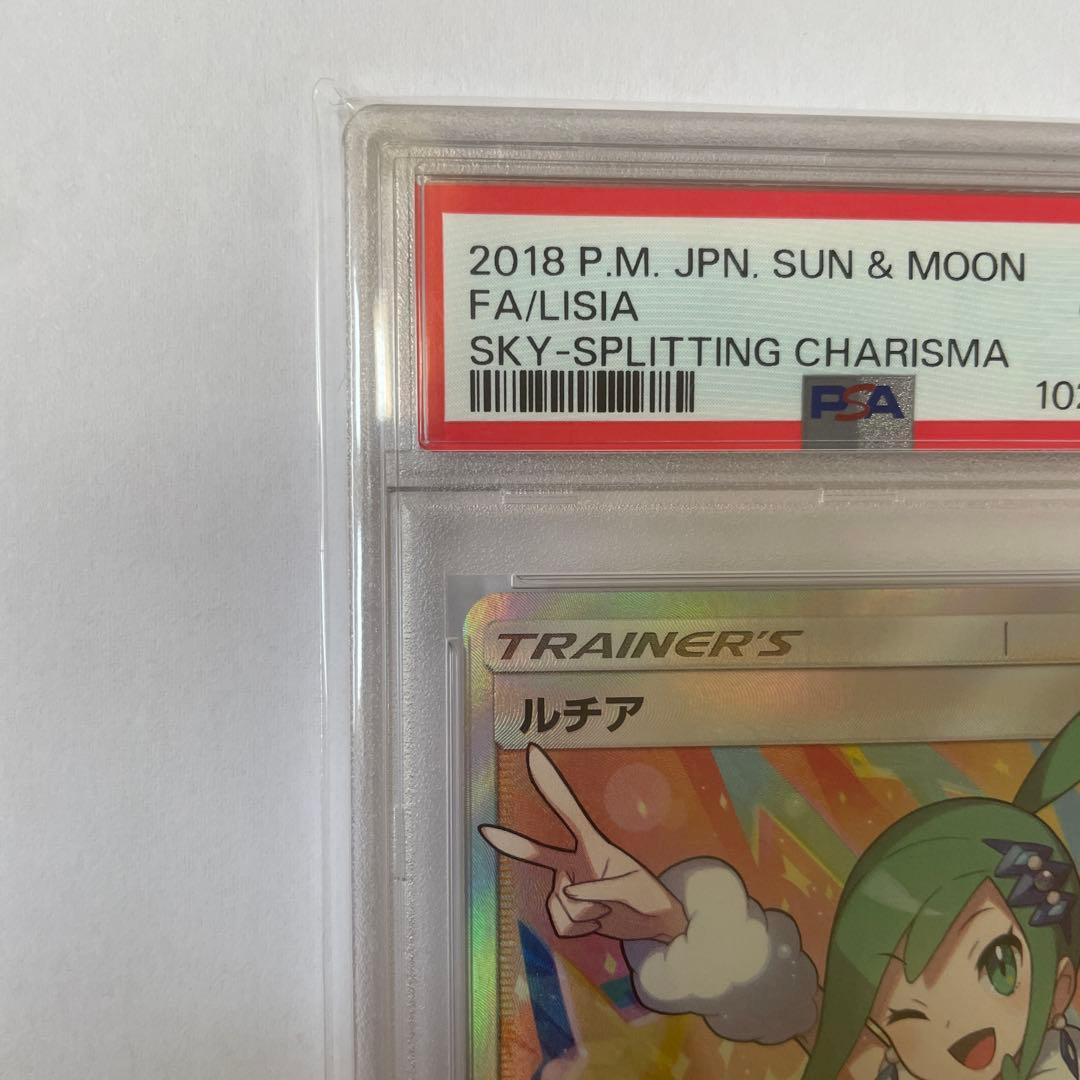 2018 P.M. JPN. SUN & MOON
FA/LISIA
SKY-SPLITTING CHARISMA
PSA
TRAINER'S
ルチア